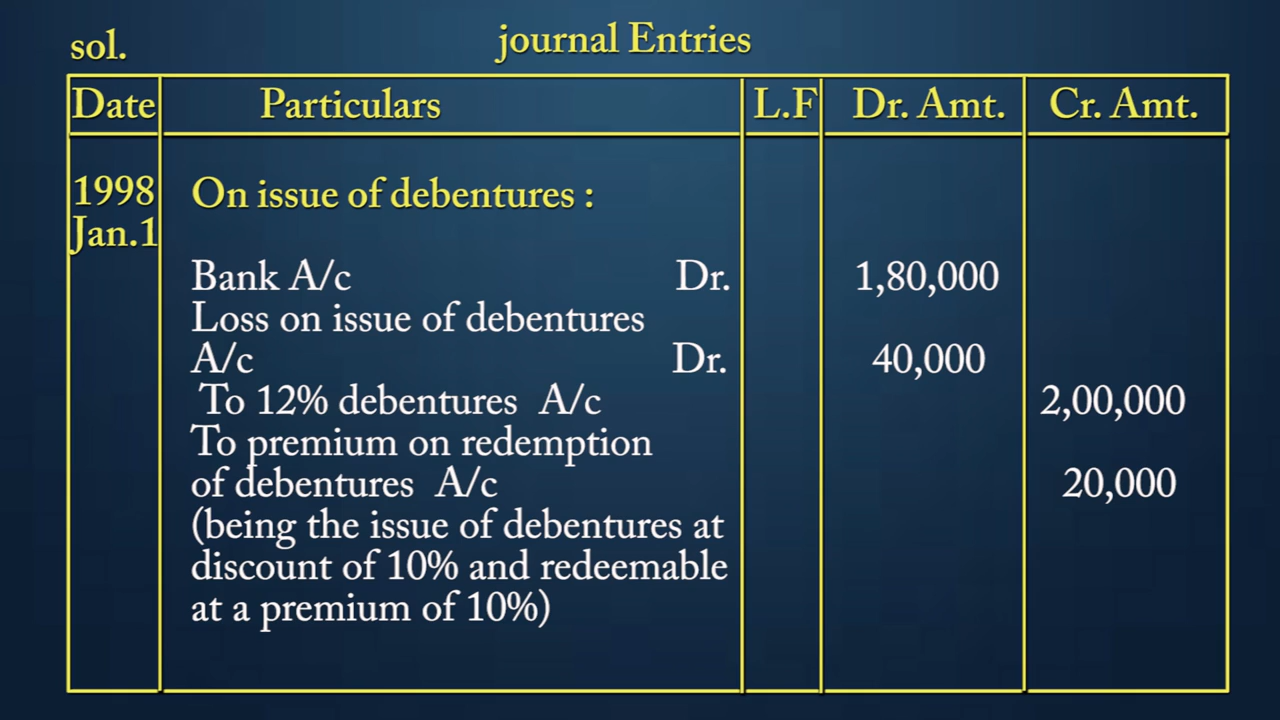 sol.
journal Entries
Date Particulars L.F Dr. Amt. Cr. Amt.
1998 On issue of debentures :
Jan.1
Bank A/c Dr. 1,80,000
Loss on issue of debentures
A/c Dr. 40,000
To 12% debentures A/c 2,00,000
To premium on redemption
of debentures A/c 20,000
(being the issue of debentures at
discount of 10% and redeemable
at a premium of 10%)